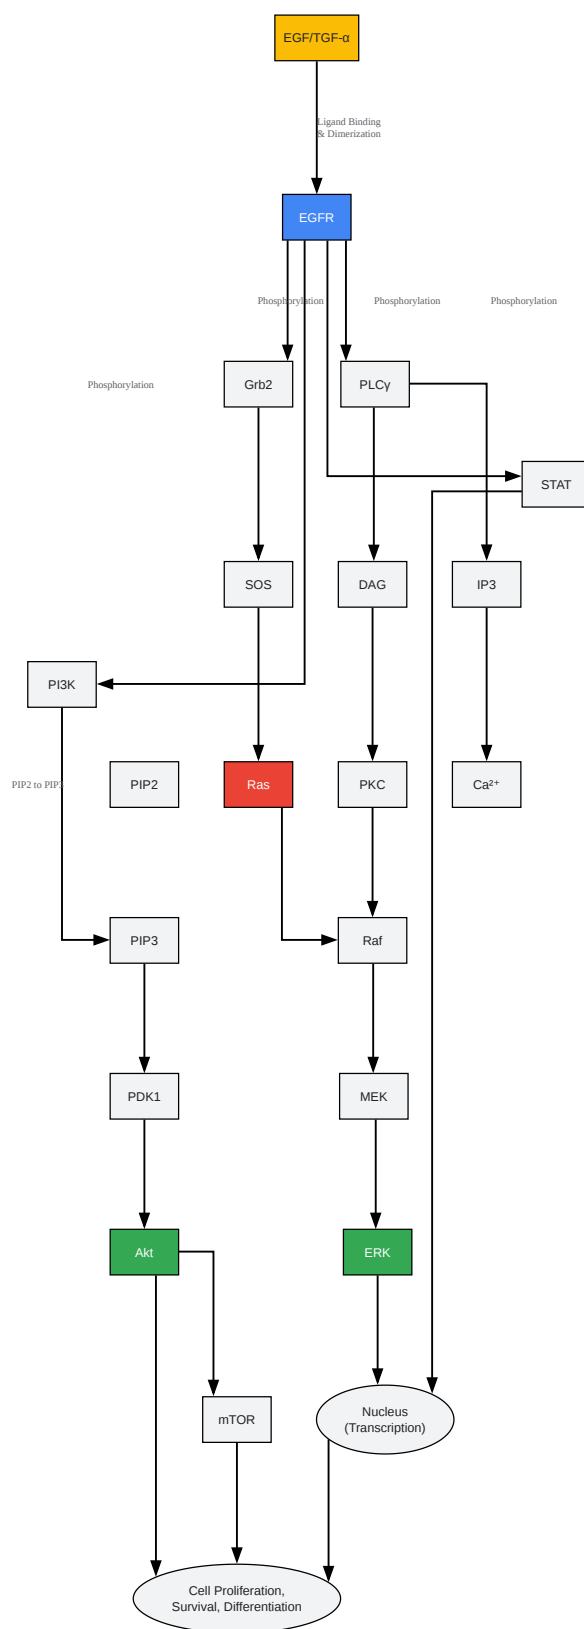 EGF/TGF-α
Ligand Binding
& Dimerization
EGFR
Phosphorylation
Phosphorylation
Phosphorylation
Phosphorylation
Grb2
PLCγ
STAT
SOS
DAG
IP3
PI3K
PIP2 to PIP3
PIP2
Ras
PKC
Ca²⁺
PIP3
Raf
PDK1
MEK
Akt
ERK
mTOR
Nucleus
(Transcription)
Cell Proliferation,
Survival, Differentiation